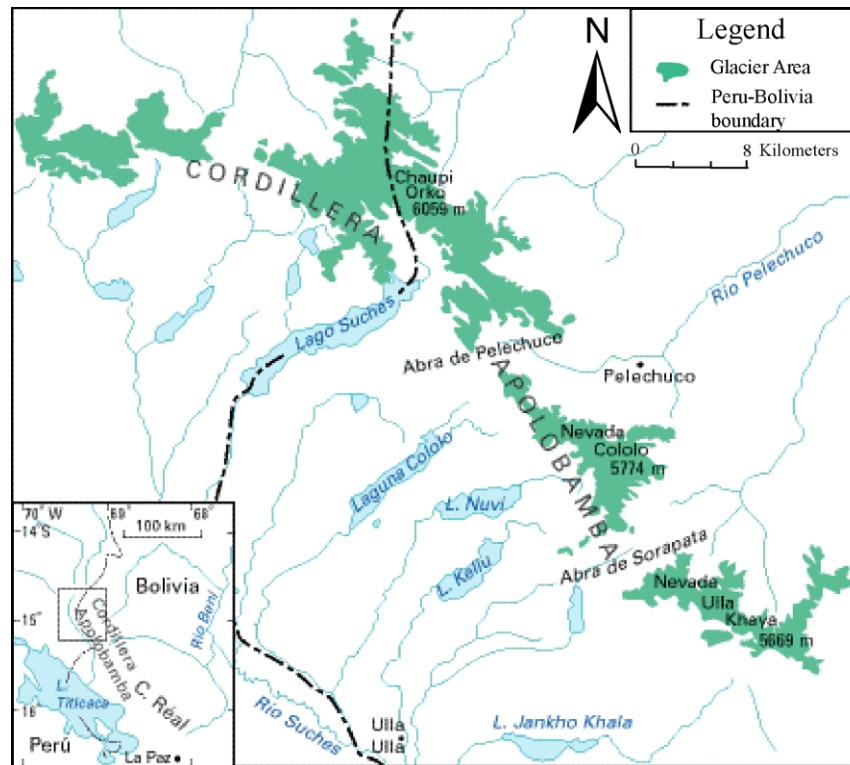 N
Legend
Glacier Area
Peru-Bolivia
boundary
0 8 Kilometers
CORDILLERA
Chaupi
Orko
6059 m
Río Pelechuco
Lago Suches
Abra de Pelechuco
Pelechuco
APOLOBAMBA
Nevada
Cololo
5774 m
Laguna Cololo
L. Nuvi
L. Kellu
Abra de Sorapata
Nevada
Ulla
Khaya
5669 m
Río Suches
Ulla
Ulla
L. Jankho Khala
70° W 69° 68°
14°S
100 km
Bolivia
Río Beni
15°
Cordillera
Apolobamba
C. Réal
L.
Titicaca
16°
Perú
La Paz